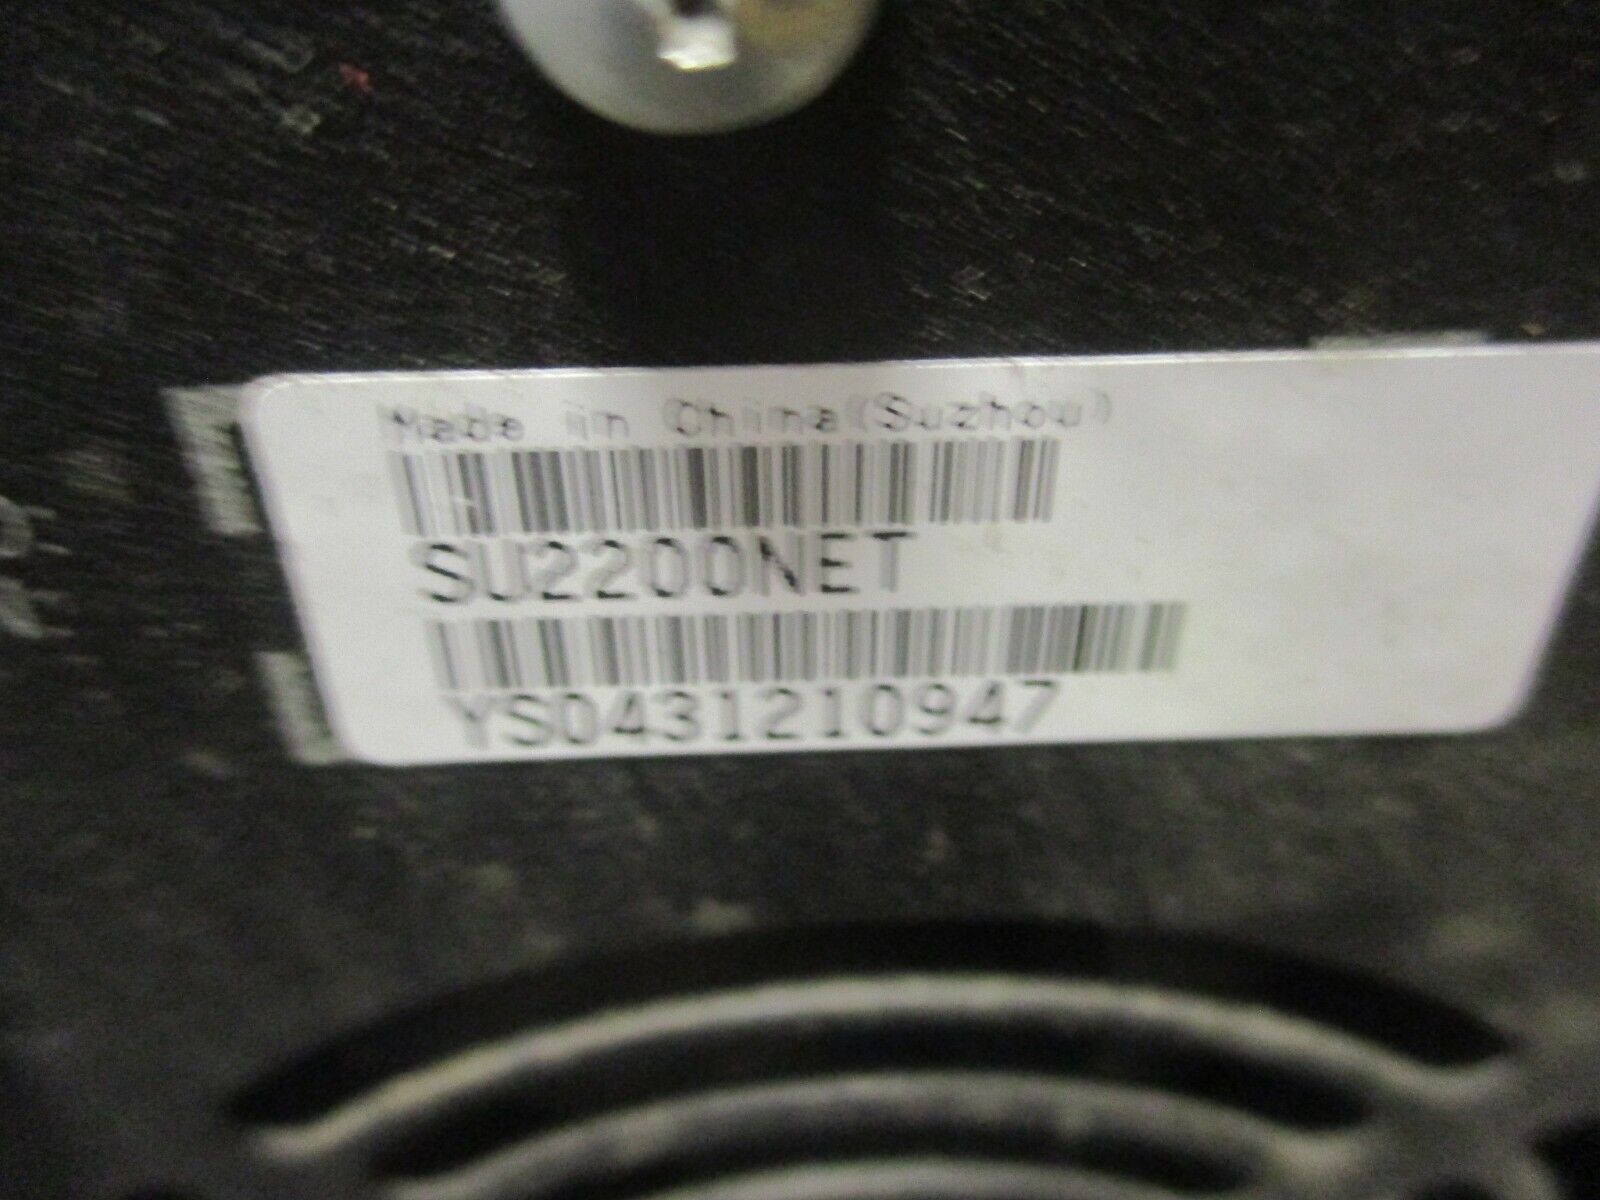 Made in China(Suzhou)
SU2200NET
YS0431210947